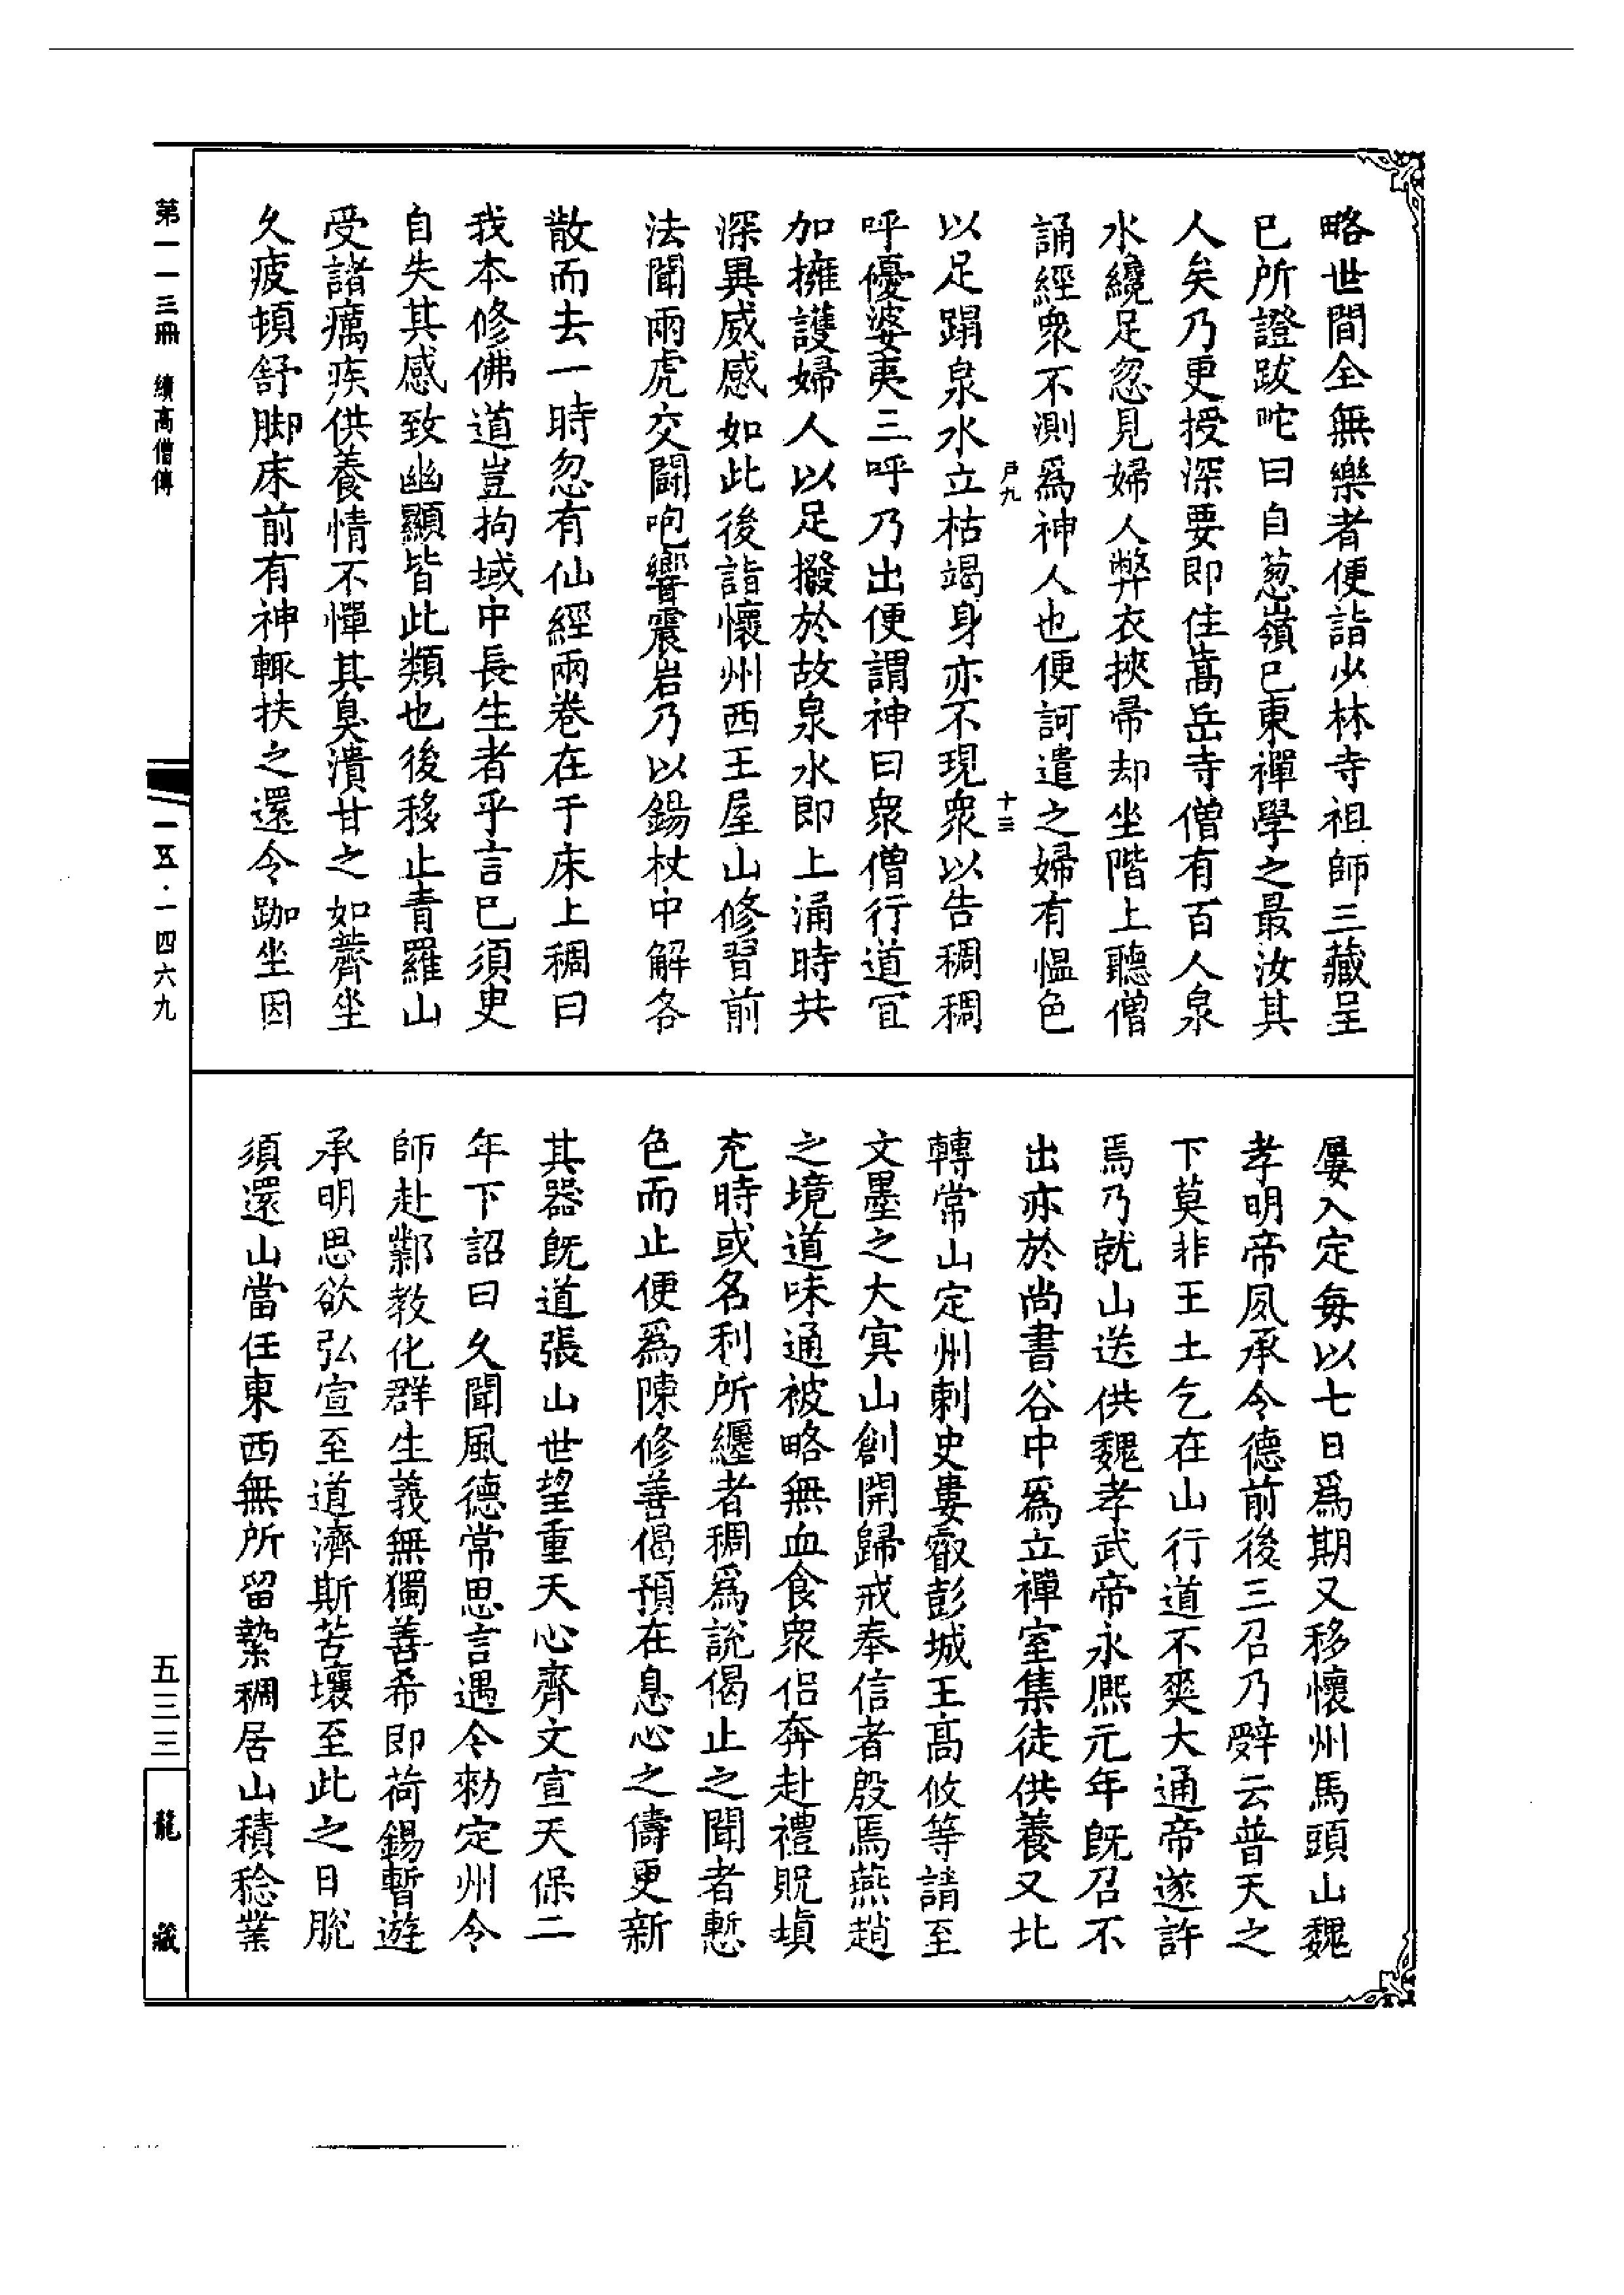 略世間全無樂者便詣少林寺祖師三藏呈
已所證跋陀曰自葱嶺已東禪學之最汝其
人矣乃更授深要即住嵩岳寺僧有百人泉
水纔足忽見婦人弊衣挾帚却坐階上聽僧
誦經衆不測爲神人也便訶遣之婦有愠色
戸九
十三
以足蹋泉水立枯竭身亦不現衆以告稠稠
呼優婆夷三呼乃出便謂神曰衆僧行道宜
加擁護婦人以足撥於故泉水即上涌時共
深異威感如此後詣懷州西王屋山修習前
法聞兩虎交鬪咆響震岩乃以錫杖中解各
散而去一時忽有仙經兩卷在于床上稠曰
我本修佛道豈拘域中長生者乎言已須臾
自失其感致幽顯皆此類也後移止青羅山
受諸癘疾供養情不憚其臭潰甘之如薺坐
久疲頓舒脚床前有神輙扶之還令跏坐因
屢入定每以七日爲期又移懷州馬頭山魏
孝明帝夙承令德前後三召乃辭云普天之
下莫非王土乞在山行道不爽大通帝遂許
焉乃就山送供魏孝武帝永熈元年旣召不
出亦於尚書谷中爲立禪室集徒供養又北
轉常山定州剌史婁叡彭城王高攸等請至
文墨之大冥山創開歸戒奉信者殷焉燕趙
之境道味通被略無血食衆侶奔赴禮貺塡
充時或名利所纒者稠爲説偈止之聞者慙
色而止便爲陳修善偈預在息心之儔更新
其器旣道張山世望重天心齊文宣天保二
年下詔曰久聞風德常思言遇今勑定州令
師赴鄴教化群生義無獨善希即荷錫暫遊
承明思欲弘宣至道濟斯苦壤至此之日脱
須還山當任東西無所留縶稠居山積稔業
第一一三冊　續高僧傳
一五·一四六九
五三三
龍藏